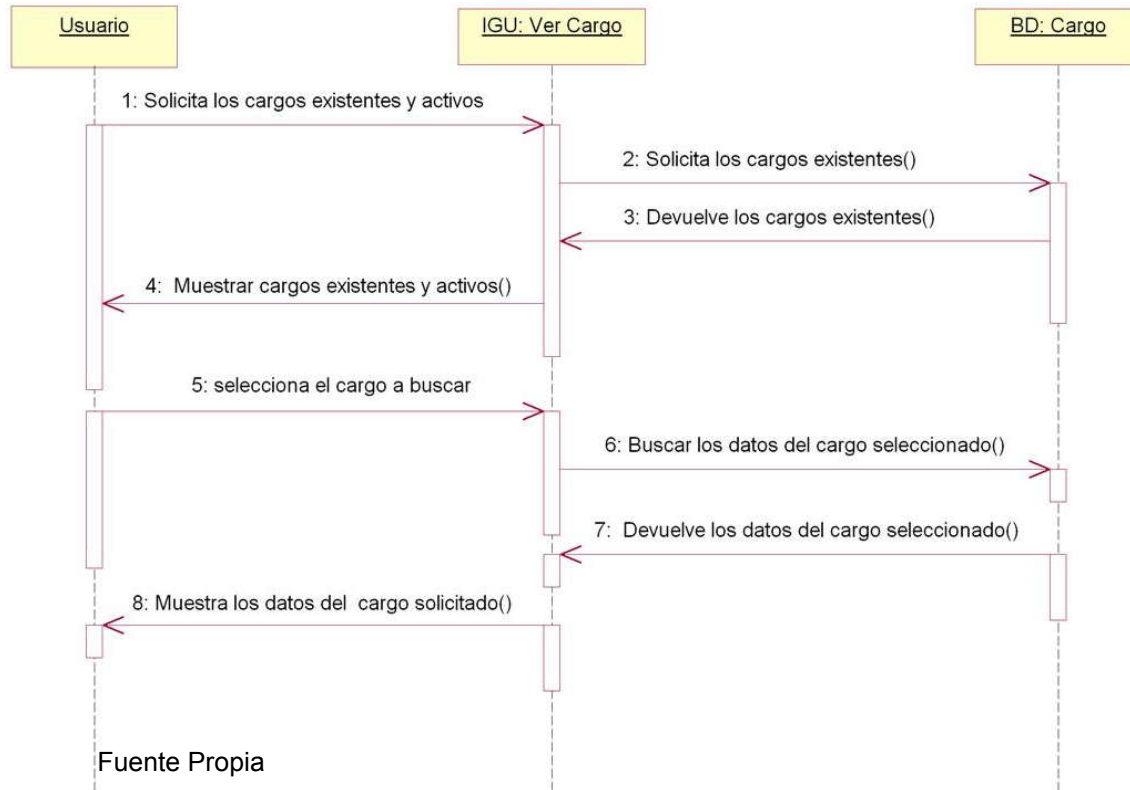 Usuario
IGU: Ver Cargo
BD: Cargo
1: Solicita los cargos existentes y activos
2: Solicita los cargos existentes()
3: Devuelve los cargos existentes()
4: Muestrar cargos existentes y activos()
5: selecciona el cargo a buscar
6: Buscar los datos del cargo seleccionado()
7: Devuelve los datos del cargo seleccionado()
8: Muestra los datos del cargo solicitado()
Fuente Propia